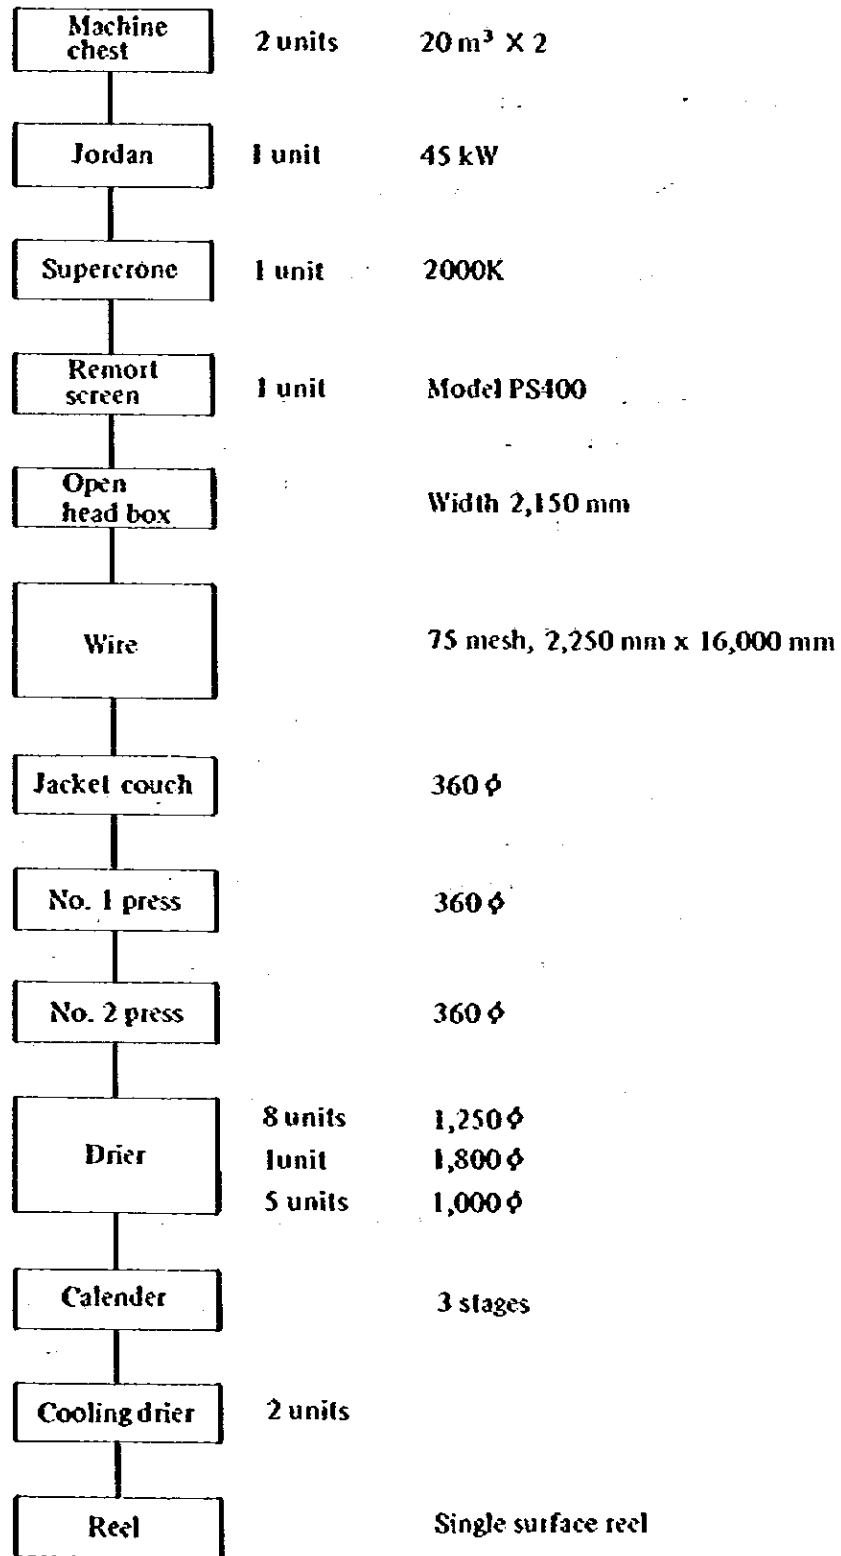 Machine
chest 2 units 20 m³ X 2
Jordan 1 unit 45 kW
Supercrone 1 unit 2000K
Remort
screen 1 unit Model PS400
Open
head box Width 2,150 mm
Wire 75 mesh, 2,250 mm x 16,000 mm
Jacket couch 360 ϕ
No. 1 press 360 ϕ
No. 2 press 360 ϕ
8 units 1,250 ϕ
Drier 1unit 1,800 ϕ
5 units 1,000 ϕ
Calender 3 stages
Cooling drier 2 units
Reel Single surface reel